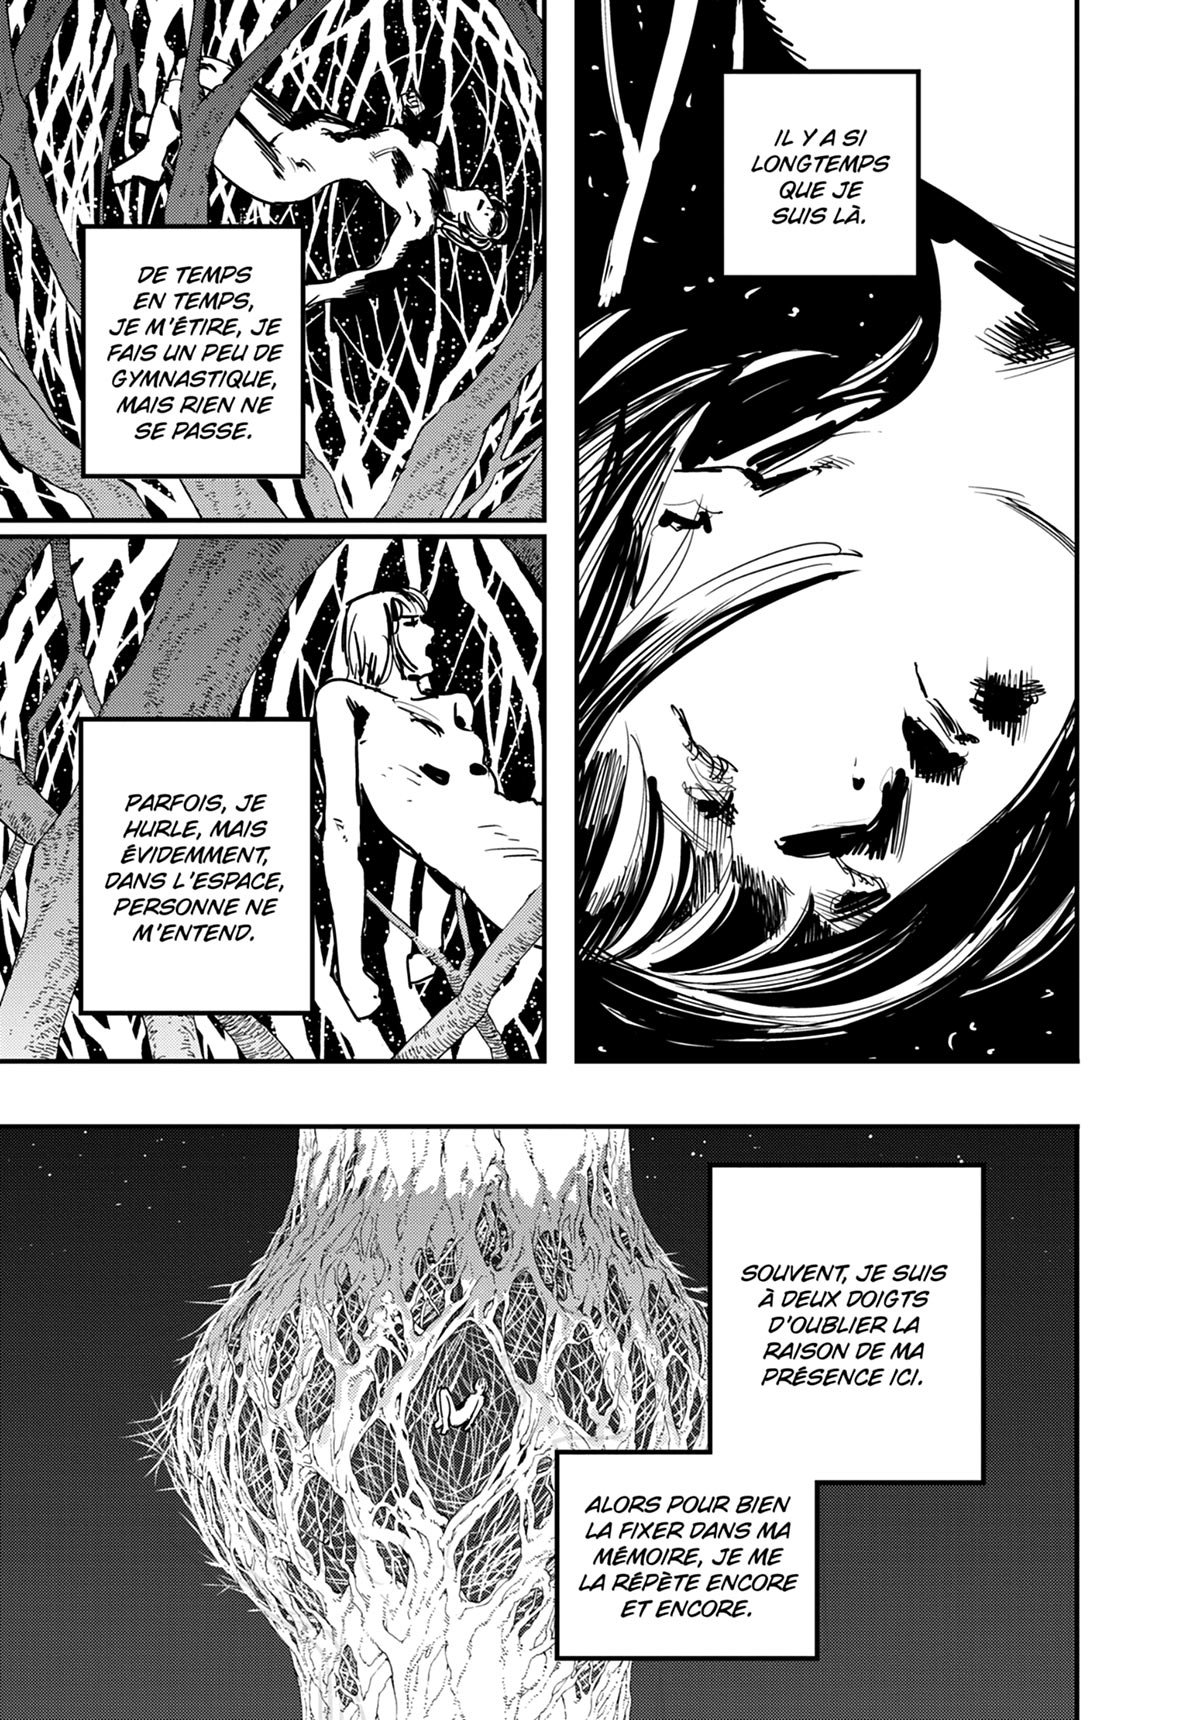 IL Y A SI
LONGTEMPS
QUE JE
SUIS LÀ.
DE TEMPS
EN TEMPS,
JE M'ÉTIRE, JE
FAIS UN PEU DE
GYMNASTIQUE,
MAIS RIEN NE
SE PASSE.
PARFOIS, JE
HURLE, MAIS
ÉVIDEMMENT,
DANS L'ESPACE,
PERSONNE NE
M'ENTEND.
SOUVENT, JE SUIS
À DEUX DOIGTS
D'OUBLIER LA
RAISON DE MA
PRÉSENCE ICI.
ALORS POUR BIEN
LA FIXER DANS MA
MÉMOIRE, JE ME
LA RÉPÈTE ENCORE
ET ENCORE.